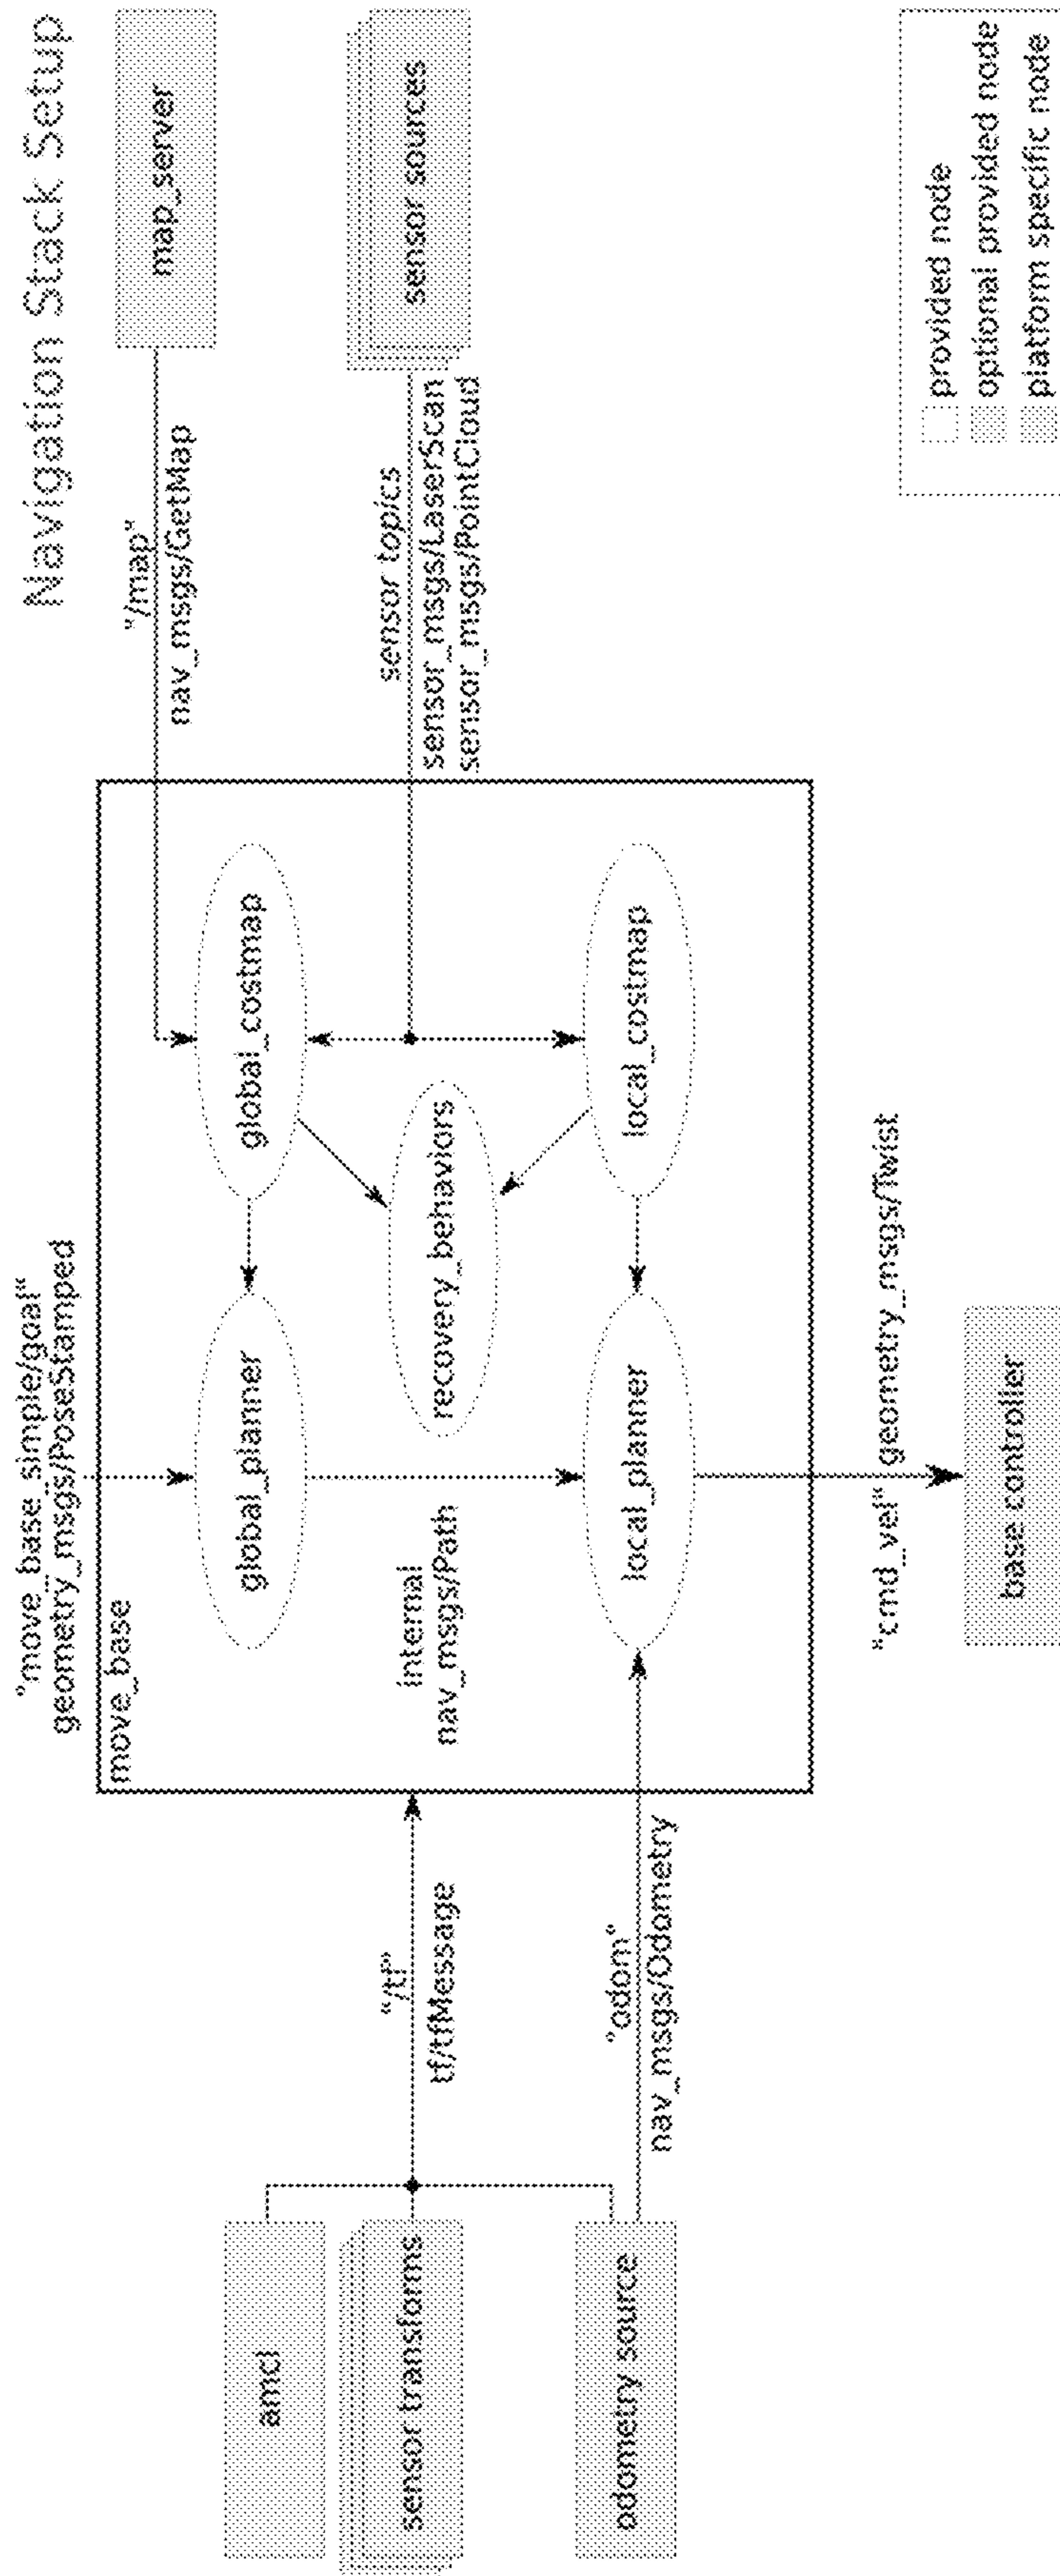 Navigation Stack Setup
"move_base_simple/goal"
geometry_msgs/PoseStamped
move_base
"/map"
nav_msgs/GetMap
map_server
amcl
global_planner
global_costmap
"/tf"
tf/tfMessage
sensor transforms
internal
nav_msgs/Path
recovery_behaviors
sensor topics
sensor_msgs/LaserScan
sensor_msgs/PointCloud
sensor sources
odometry source
"odom"
nav_msgs/Odometry
local_planner
local_costmap
"cmd_vel" geometry_msgs/Twist
base controller
provided node
optional provided node
platform specific node